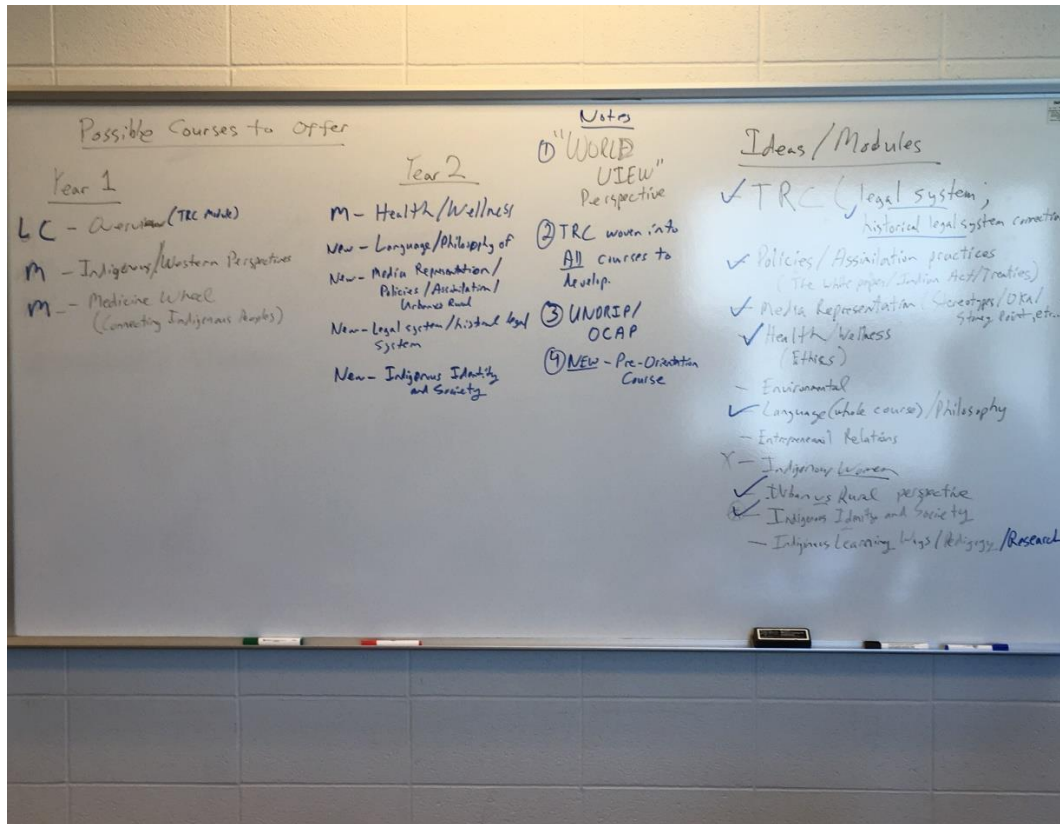 Possible Courses to Offer
Year 1
LC - Overview (TRC Module)
M - Indigenous/Western Perspectives
M - Medicine Wheel
(Connecting Indigenous Peoples)
Year 2
M - Health/Wellness
New - Language/Philosophy of
New - Media Representation/
Policies/Assimilation/
Urban vs Rural
New - Legal system/historical legal
system
New - Indigenous Identity
and Society
Notes
① "WORLD
VIEW"
Perspective
② TRC woven into
All courses to
develop.
③ UNDRIP/
OCAP
④ NEW - Pre-Orientation
Course
Ideas/Modules
✓ TRC (legal system;
✓ historical legal system correction
✓ Policies/Assimilation practices
(The white paper/Indian Act/Treaties)
✓ Media Representation (Stereotypes/OKA/
Stoney Point, etc..
✓ Health/Wellness
(Ethics)
- Environmental
✓ Language (whole course)/Philosophy
- Entrepreneurial Relations
X - Indigenous Women
✓ Urban vs Rural perspective
✓ Indigenous Idnity and Society
- Indigenous Learning Ways/Pedigogy/Research